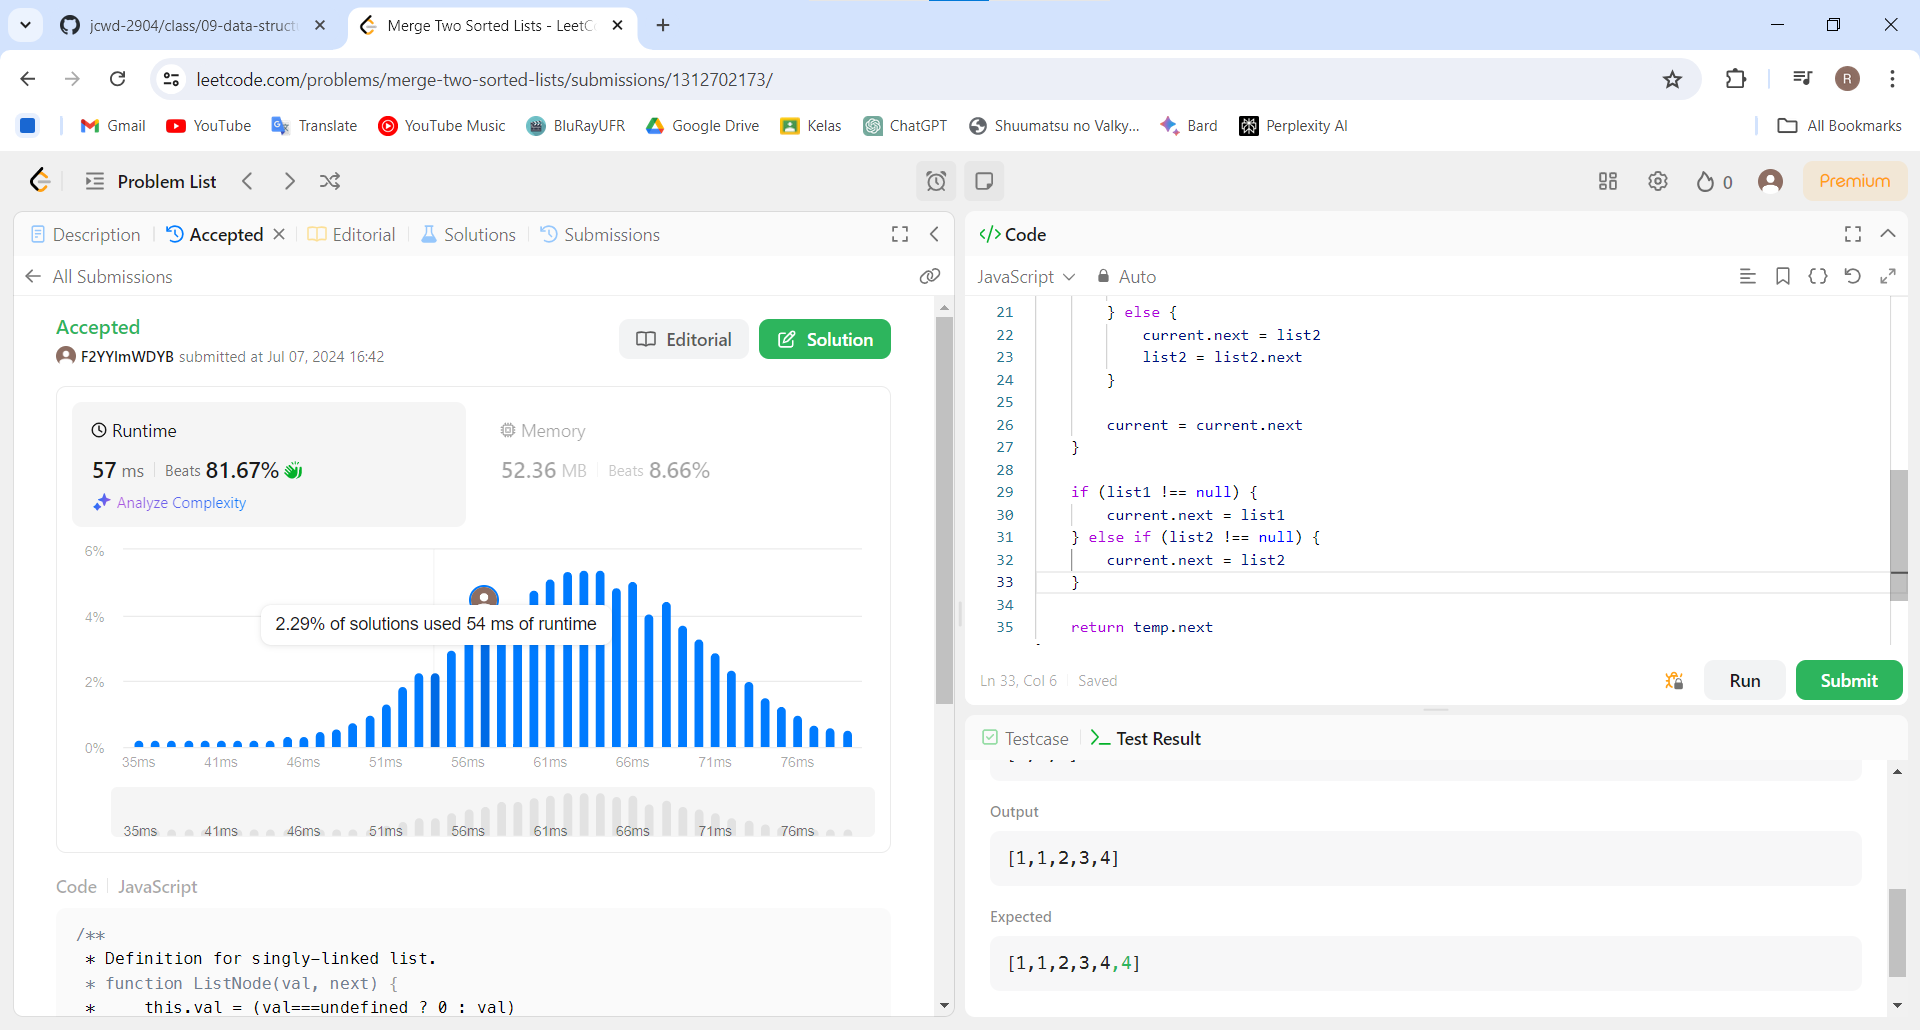 jcwd-2904/class/09-data-struct
Merge Two Sorted Lists - LeetC
leetcode.com/problems/merge-two-sorted-lists/submissions/1312702173/
R
Gmail
YouTube
Translate
YouTube Music
BluRayUFR
Google Drive
Kelas
ChatGPT
Shuumatsu no Valky...
Bard
Perplexity AI
All Bookmarks
Problem List
0
Premium
Description
Accepted
Editorial
Solutions
Submissions
All Submissions
Accepted
F2YYlmWDYB submitted at Jul 07, 2024 16:42
Editorial
Solution
Runtime
57 ms Beats 81.67%
Analyze Complexity
Memory
52.36 MB Beats 8.66%
6%
4%
2%
0%
2.29% of solutions used 54 ms of runtime
35ms 41ms 46ms 51ms 56ms 61ms 66ms 71ms 76ms
35ms 41ms 46ms 51ms 56ms 61ms 66ms 71ms 76ms
Code JavaScript
/**
* Definition for singly-linked list.
* function ListNode(val, next) {
* this.val = (val===undefined ? 0 : val)
</> Code
JavaScript
Auto
21 } else {
22 current.next = list2
23 list2 = list2.next
24 }
25
26 current = current.next
27 }
28
29 if (list1 !== null) {
30 current.next = list1
31 } else if (list2 !== null) {
32 current.next = list2
33 }
34
35 return temp.next
Ln 33, Col 6 Saved
Run
Submit
Testcase
Test Result
Output
[1,1,2,3,4]
Expected
[1,1,2,3,4,4]